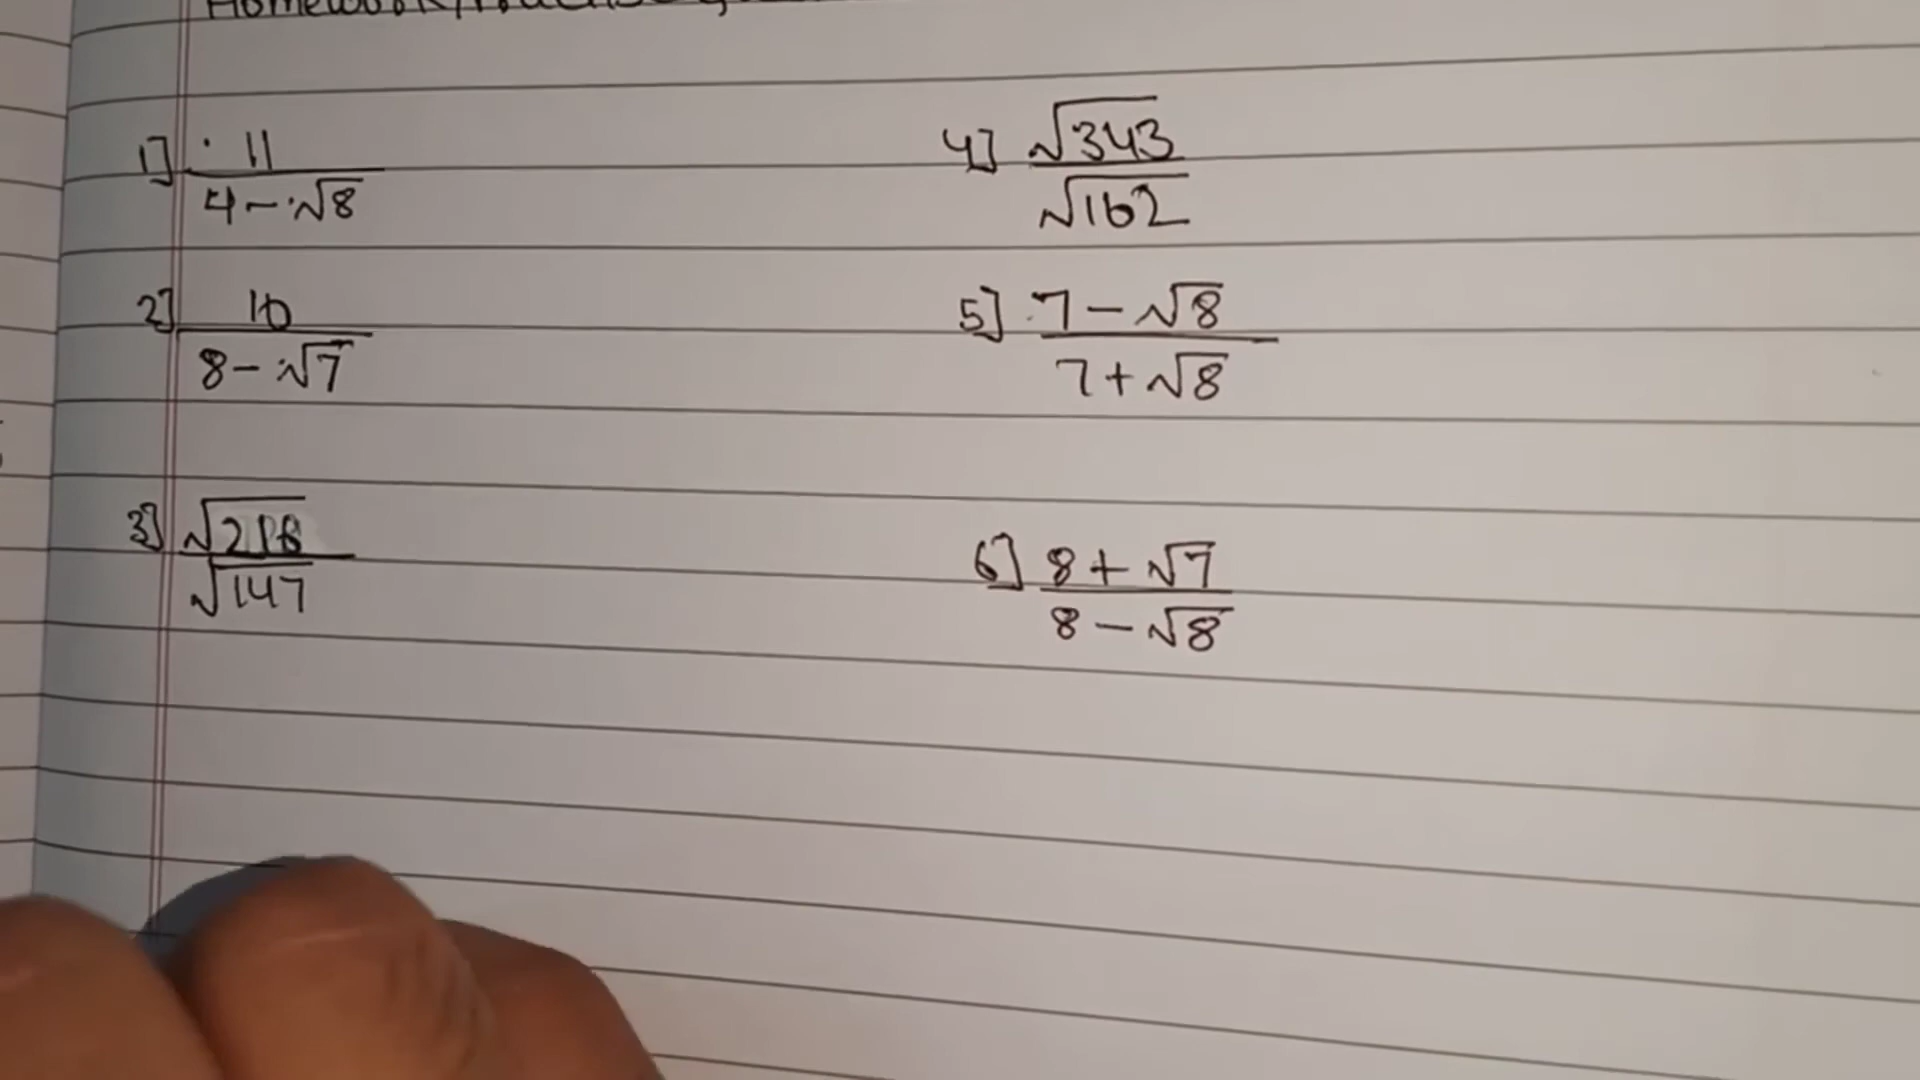 1] 11 / 4 - √8
2] 10 / 8 - √7
3] √216 / √147
4] √343 / √162
5] 7 - √8 / 7 + √8
6] 8 + √7 / 8 - √8